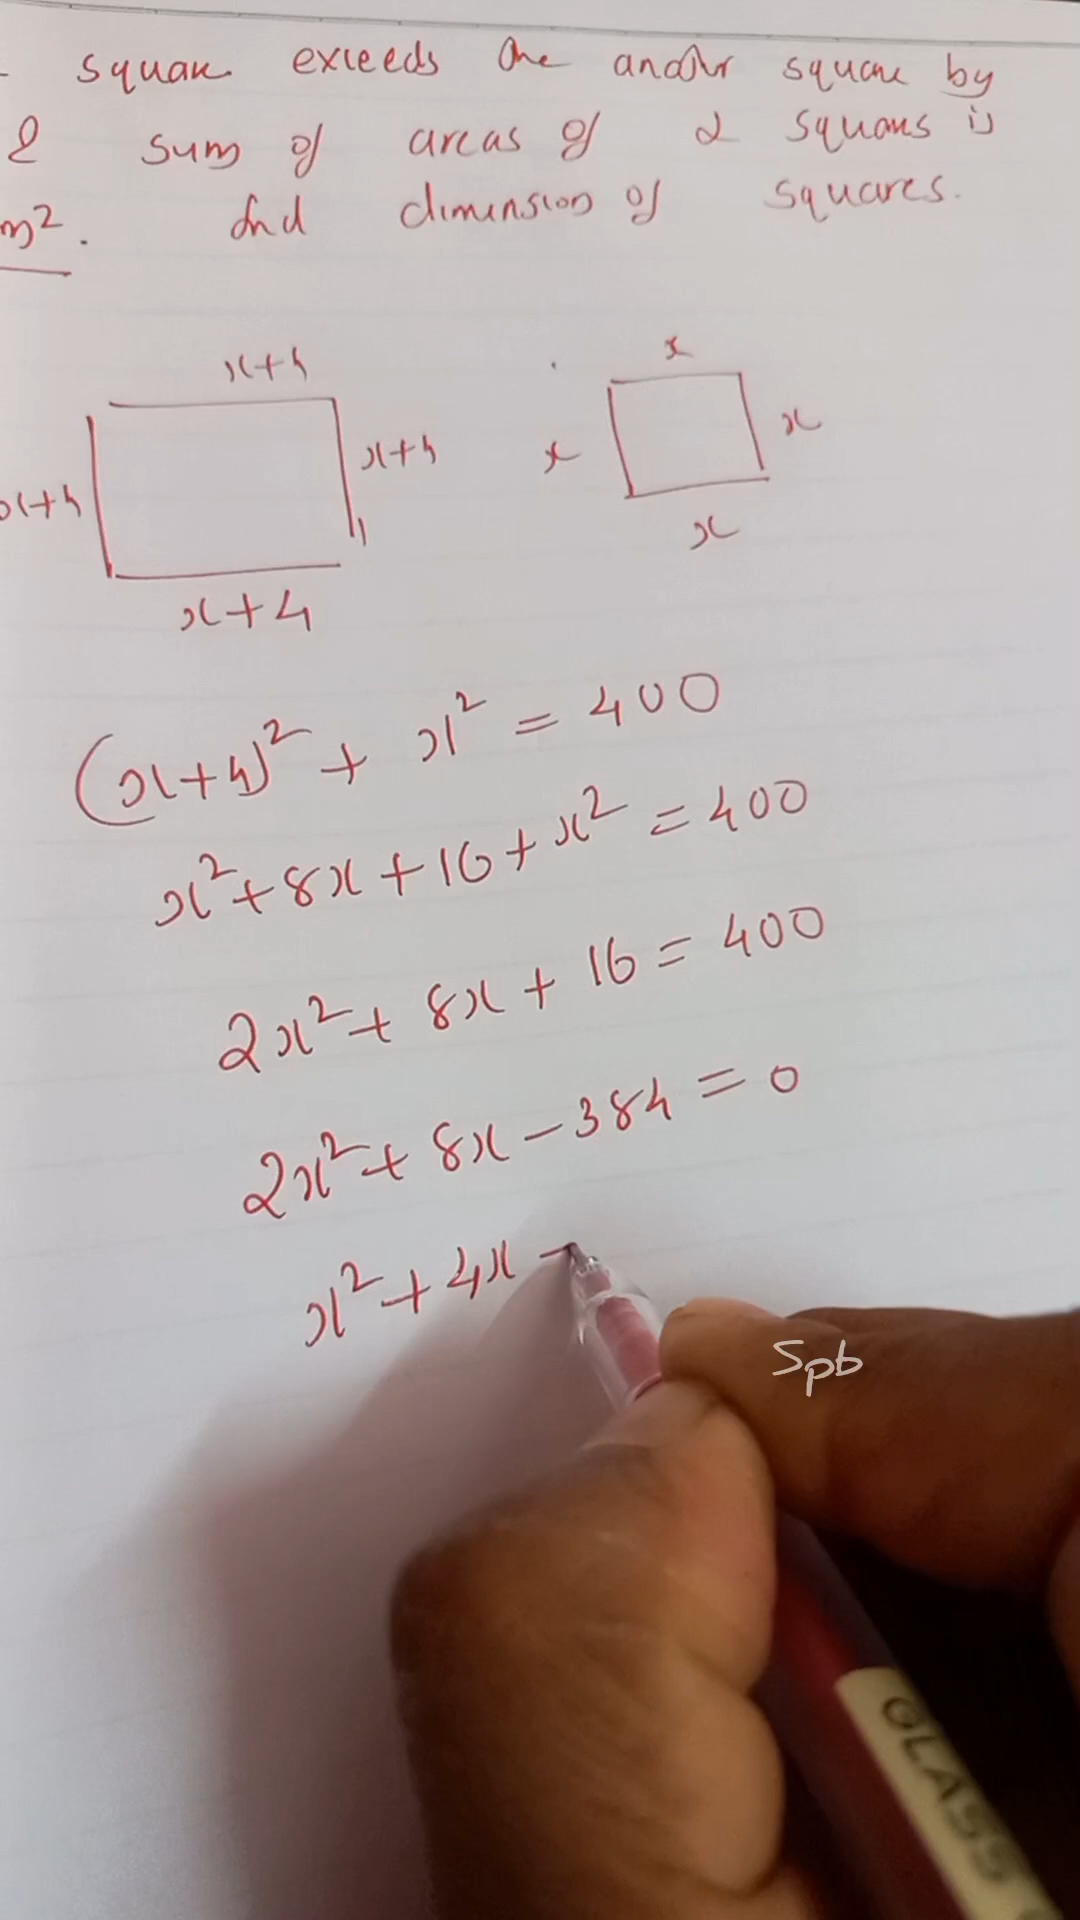 square exceeds one another square by
& sum of areas of 2 squares is
m². find dimension of squares.
x+4
x
x+4
x
x
x+4
x
x+4
(x+4)² + x² = 400
x²+8x+16+x² = 400
2x²+ 8x + 16 = 400
2x²+ 8x - 384 = 0
x²+4x -
Spb
GLASS